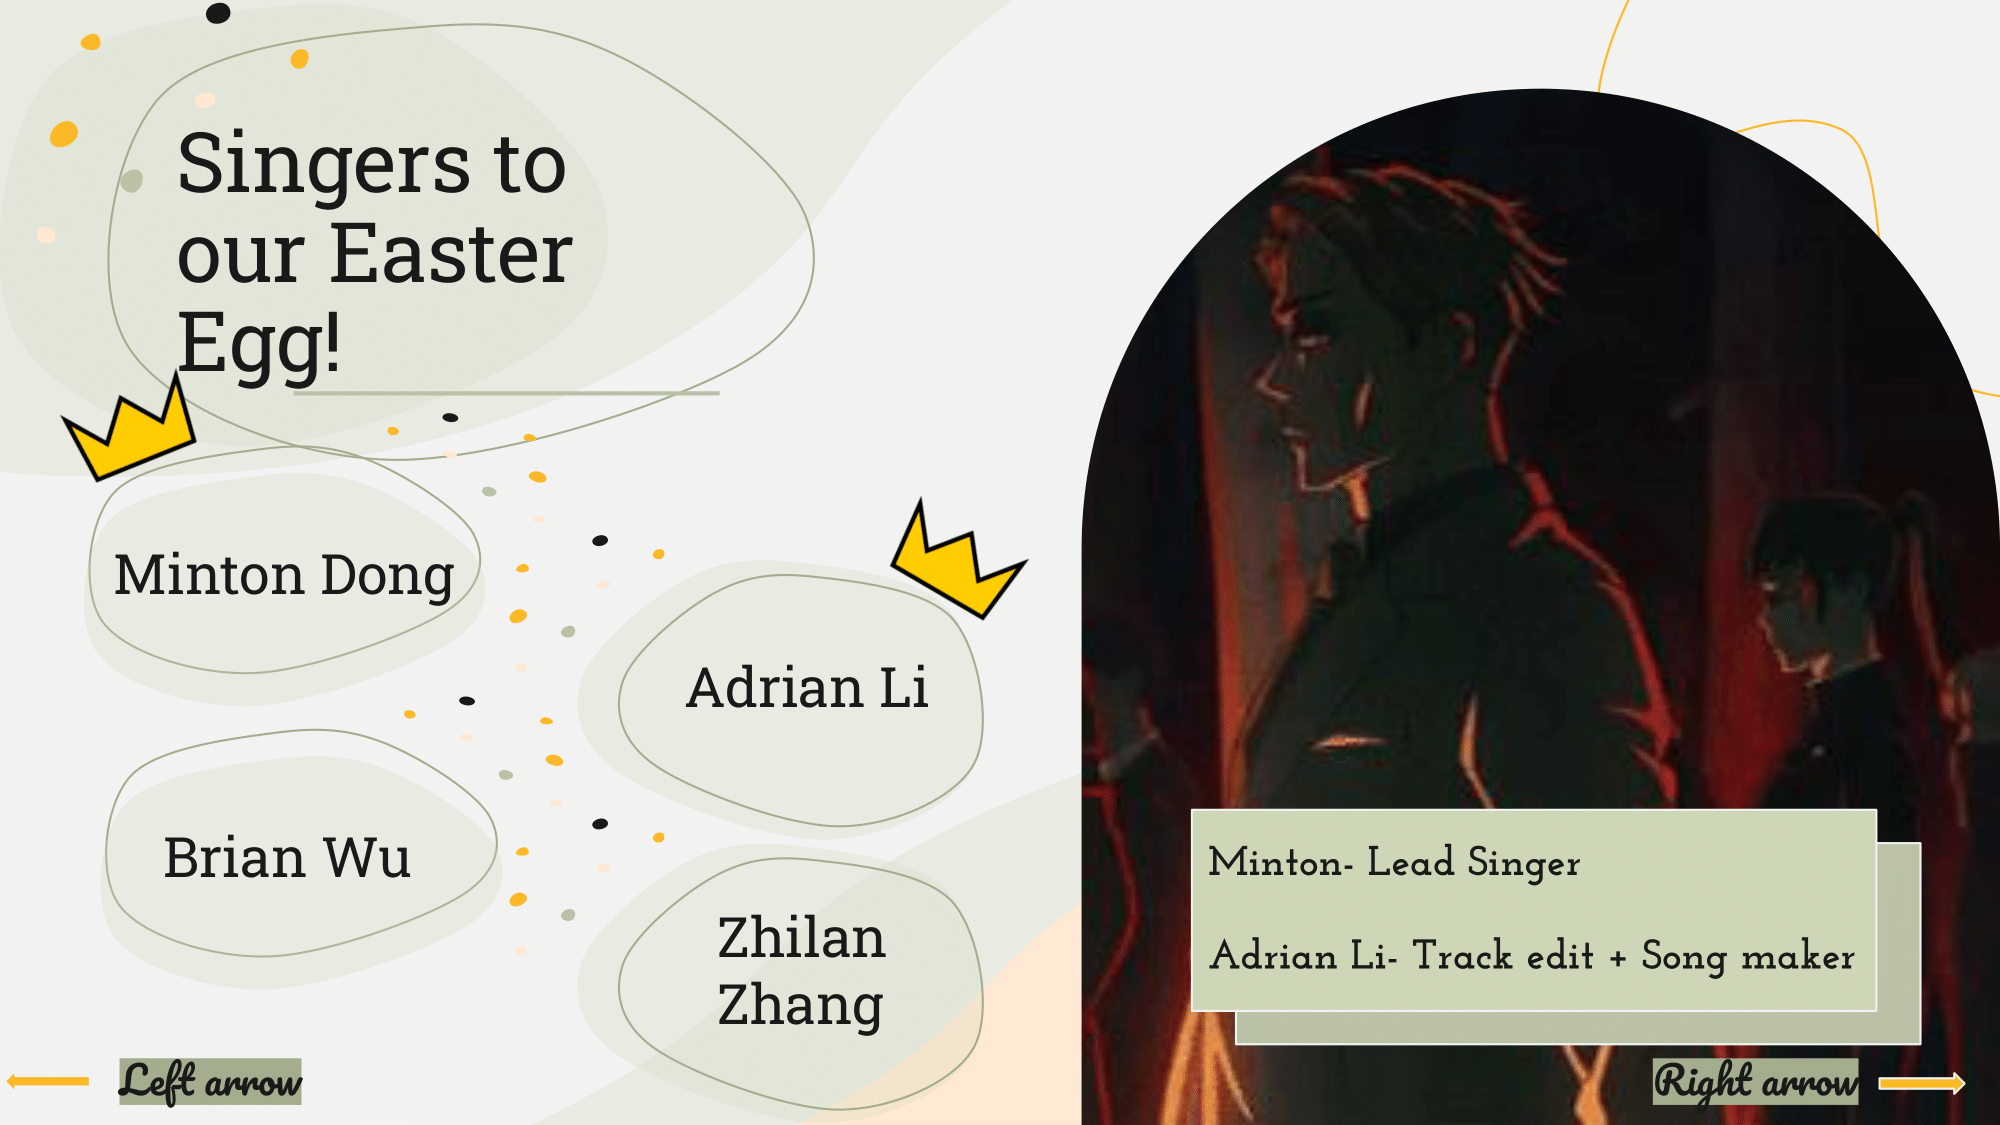 Singers to
our Easter
Egg!
Minton Dong
Adrian Li
Brian Wu
Zhilan
Zhang
Minton- Lead Singer
Adrian Li- Track edit + Song maker
Left arrow
Right arrow